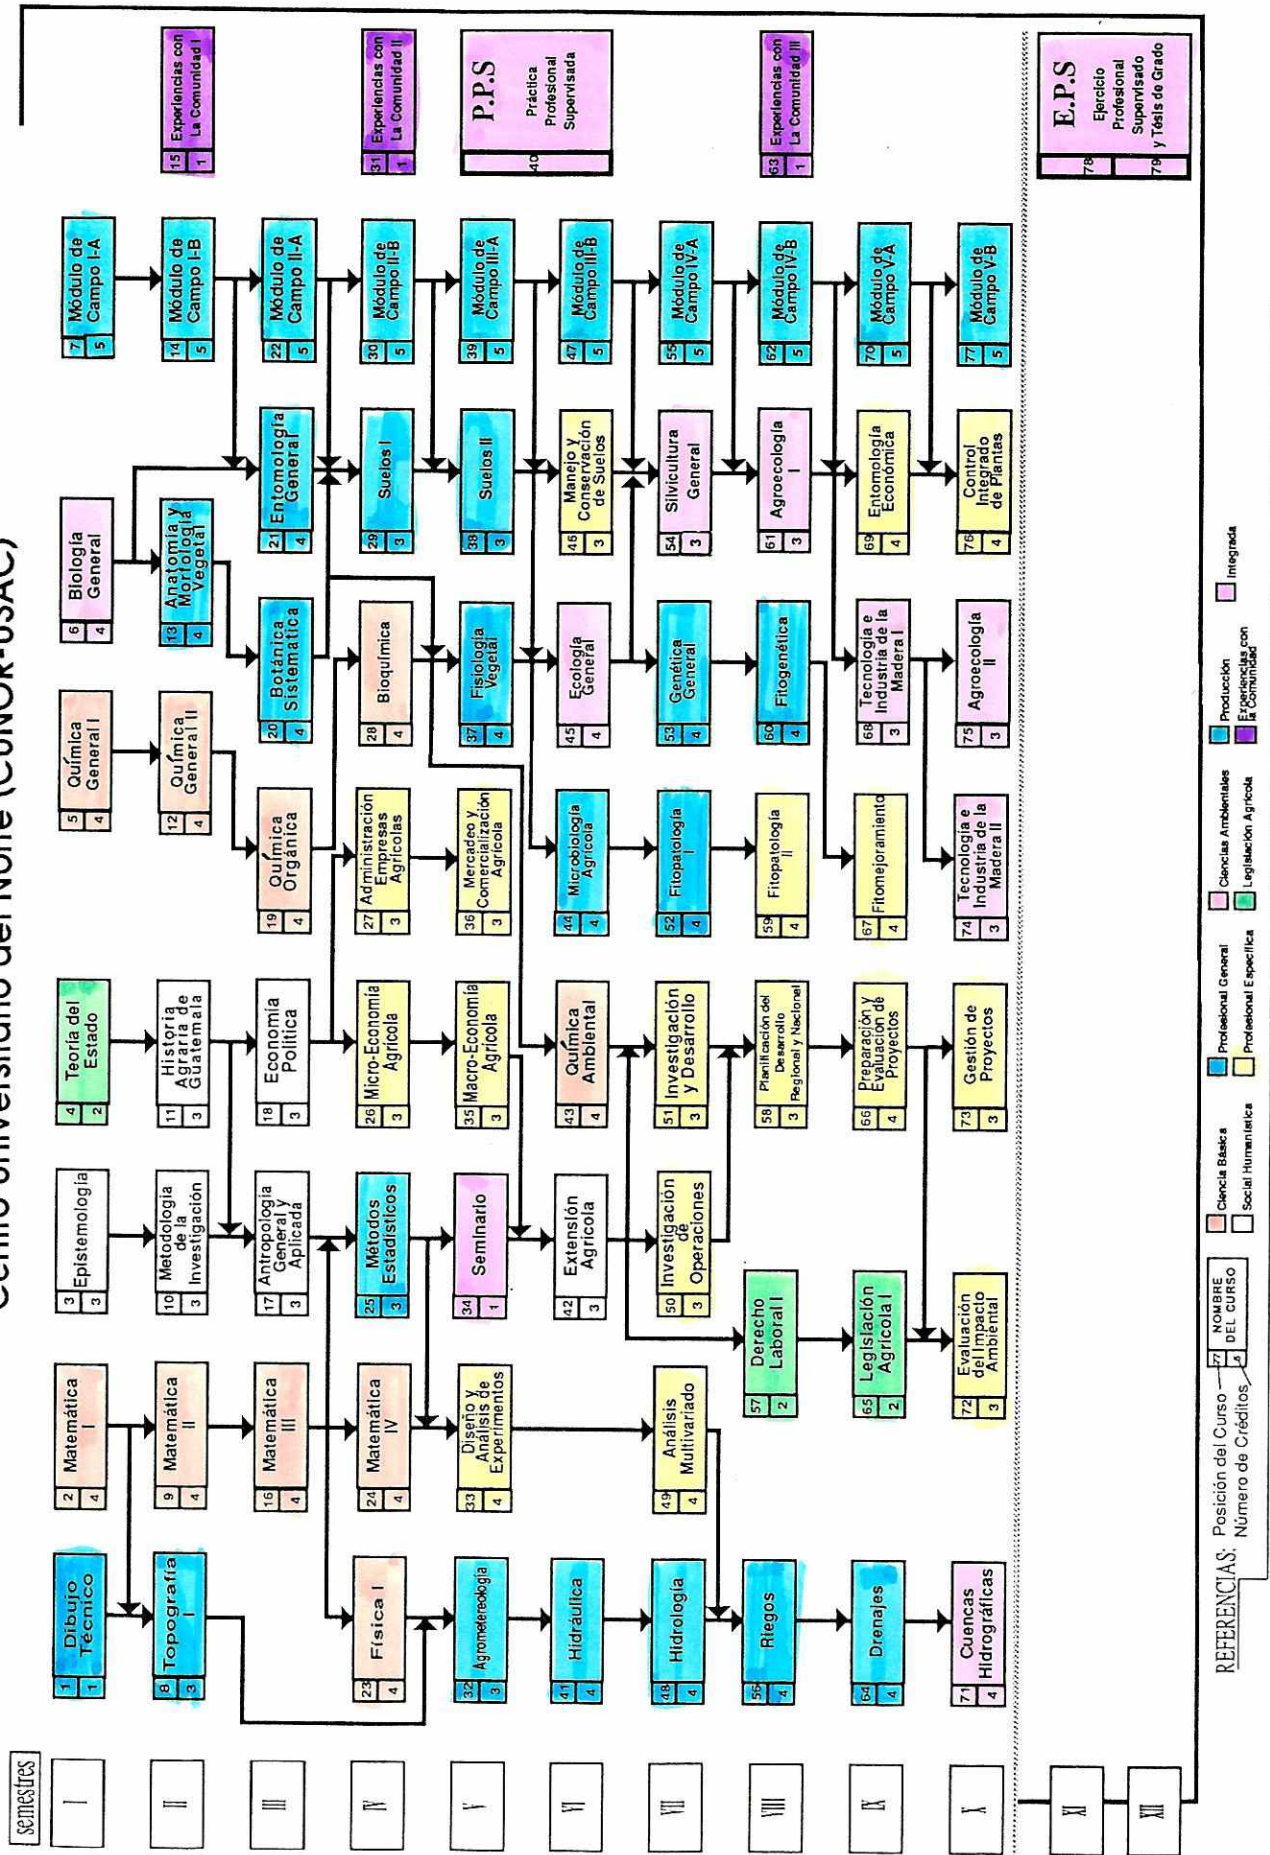 Centro Universitario del Norte (CUNOR-USAC)
semestres
I
1
1
Dibujo
Técnico
2
4
Matemática
I
3
3
Epistemología
4
2
Teoría del
Estado
5
4
Química
General I
6
4
Biología
General
7
5
Módulo de
Campo I-A
II
8
3
Topografía
I
9
4
Matemática
II
10
3
Metodología
de la
Investigación
11
3
Historia
Agraria de
Guatemala
12
4
Química
General II
13
4
Anatomía y
Morfología
Vegetal
14
5
Módulo de
Campo I-B
15
1
Experiencias con
La Comunidad I
III
16
4
Matemática
III
17
3
Antropología
General y
Aplicada
18
3
Economía
Política
19
4
Química
Orgánica
20
4
Botánica
Sistematica
21
4
Entomología
General
22
5
Módulo de
Campo II-A
IV
23
4
Física I
24
4
Matemática
IV
25
3
Métodos
Estadísticos
26
3
Micro-Economía
Agrícola
27
3
Administración
Empresas
Agrícolas
28
4
Bioquímica
29
3
Suelos I
30
5
Módulo de
Campo II-B
31
1
Experiencias con
La Comunidad II
V
32
3
Agrometereología
33
4
Diseño y
Análisis de
Experimentos
34
1
Seminario
35
3
Macro-Economía
Agrícola
36
3
Mercadeo y
Comercialización
Agrícola
37
4
Fisiología
Vegetal
38
3
Suelos II
39
5
Módulo de
Campo III-A
40
P.P.S
Práctica
Profesional
Supervisada
VI
41
4
Hidráulica
42
3
Extensión
Agrícola
43
4
Química
Ambiental
44
4
Microbiología
Agrícola
45
4
Ecología
General
46
3
Manejo y
Conservación
de Suelos
47
5
Módulo de
Campo III-B
VII
48
4
Hidrología
49
4
Análisis
Multivariado
50
3
Investigación
de
Operaciones
51
3
Investigación
y Desarrollo
52
4
Fitopatología
I
53
4
Genética
General
54
3
Silvicultura
General
55
5
Módulo de
Campo IV-A
VIII
56
4
Riegos
57
2
Derecho
Laboral I
58
3
Planificación del
Desarrollo
Regional y Nacional
59
4
Fitopatología
II
60
4
Fitogenética
61
3
Agroecología
I
62
5
Módulo de
Campo IV-B
63
1
Experiencias con
La Comunidad III
IX
64
4
Drenajes
65
2
Legislación
Agrícola I
66
4
Preparación y
Evaluación de
Proyectos
67
4
Fitomejoramiento
68
3
Tecnología e
Industria de la
Madera I
69
4
Entomología
Económica
70
5
Módulo de
Campo V-A
X
71
4
Cuencas
Hidrográficas
72
3
Evaluación
del Impacto
Ambiental
73
3
Gestión de
Proyectos
74
3
Tecnología e
Industria de la
Madera II
75
3
Agroecología
II
76
4
Control
Integrado
de Plantas
77
5
Módulo de
Campo V-B
XI
XII
78
79
E.P.S
Ejercicio
Profesional
Supervisado
y Tésis de Grado
REFERENCIAS:
Posición del Curso
Número de Créditos
77
5
NOMBRE
DEL CURSO
Ciencia Básica
Social Humanística
Profesional General
Profesional Específica
Ciencias Ambientales
Legislación Agrícola
Producción
Experiencias con
la Comunidad
Integrada